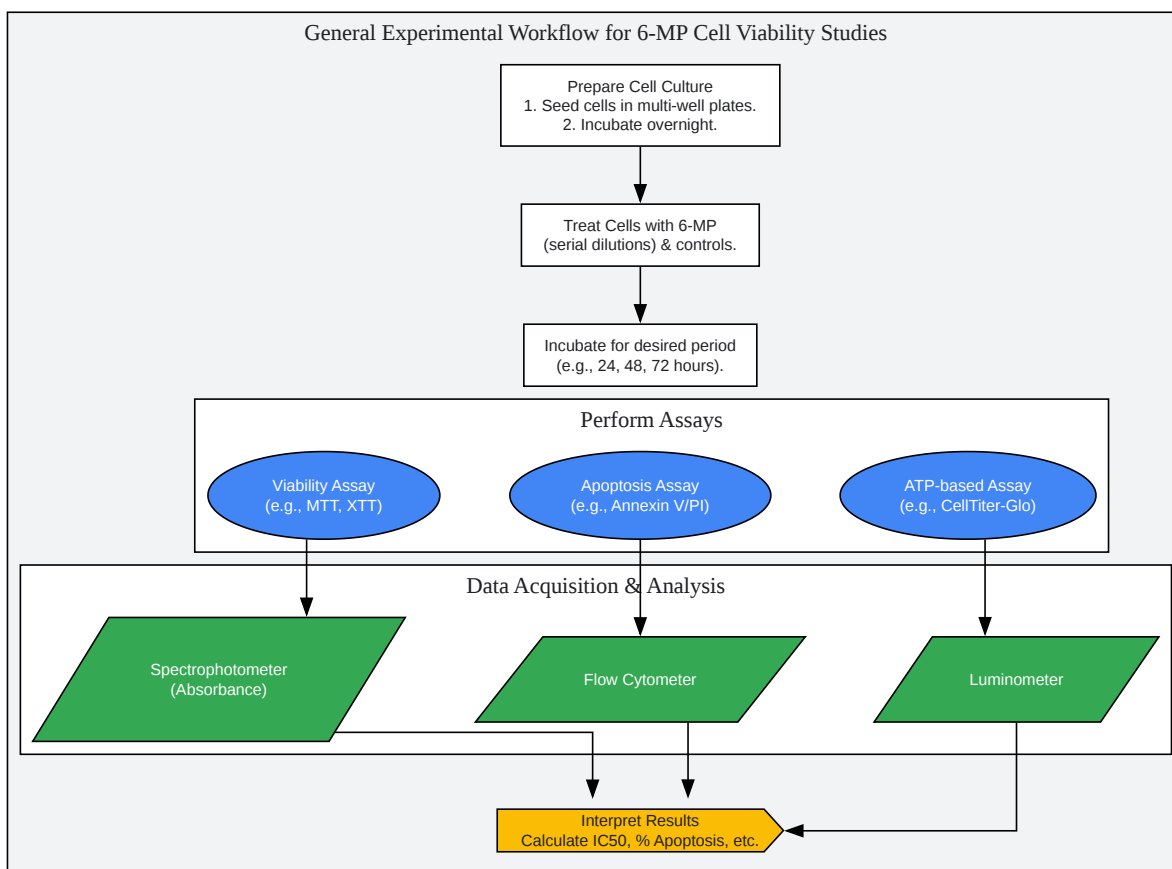 General Experimental Workflow for 6-MP Cell Viability Studies
Prepare Cell Culture
1. Seed cells in multi-well plates.
2. Incubate overnight.
Treat Cells with 6-MP
(serial dilutions) & controls.
Incubate for desired period
(e.g., 24, 48, 72 hours).
Perform Assays
Viability Assay
(e.g., MTT, XTT)
Apoptosis Assay
(e.g., Annexin V/PI)
ATP-based Assay
(e.g., CellTiter-Glo)
Data Acquisition & Analysis
Spectrophotometer
(Absorbance)
Flow Cytometer
Luminometer
Interpret Results
Calculate IC50, % Apoptosis, etc.